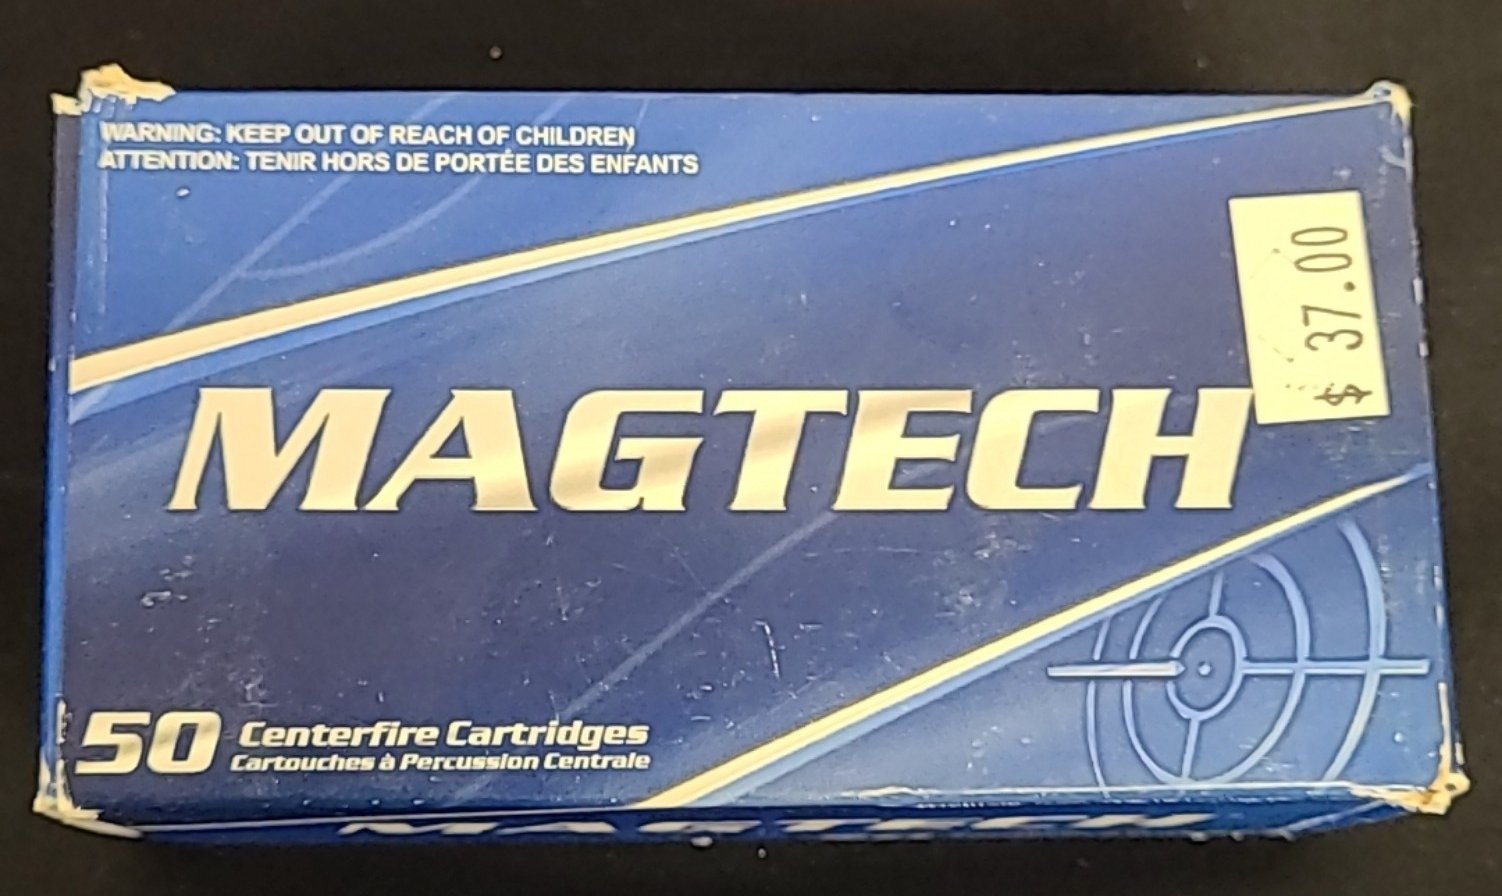 WARNING: KEEP OUT OF REACH OF CHILDREN
ATTENTION: TENIR HORS DE PORTÉE DES ENFANTS
$ 37.00
MAGTECH
50 Centerfire Cartridges
Cartouches à Percussion Centrale
MAGTECH